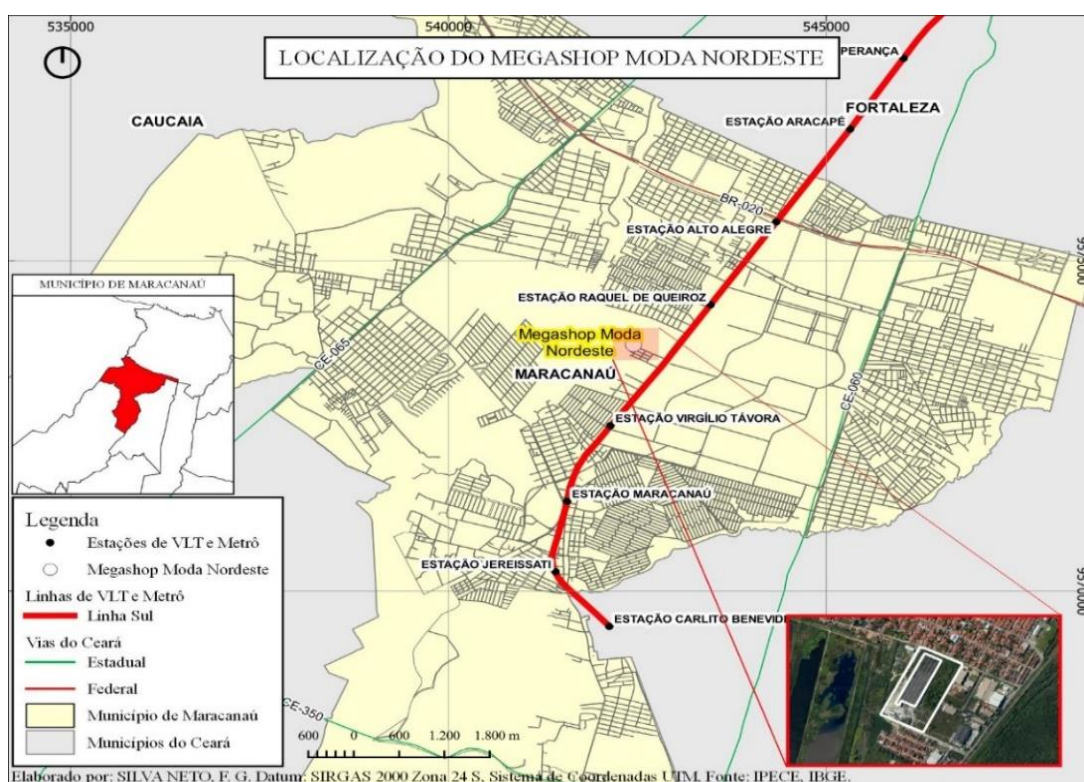 535000
540000
545000
LOCALIZAÇÃO DO MEGASHOP MODA NORDESTE
PERANÇA
FORTALEZA
CAUCAIA
ESTAÇÃO ARACAPÉ
BR-020
ESTAÇÃO ALTO ALEGRE
MUNICÍPIO DE MARACANAÚ
ESTAÇÃO RAQUEL DE QUEIROZ
Megashop Moda
Nordeste
CE-065
MARACANAÚ
CE-060
ESTAÇÃO VIRGÍLIO TÁVORA
ESTAÇÃO MARACANAÚ
ESTAÇÃO JEREISSATI
ESTAÇÃO CARLITO BENEVID
Legenda
Estações de VLT e Metrô
Megashop Moda Nordeste
Linhas de VLT e Metrô
Linha Sul
Vias do Ceará
Estadual
Federal
Município de Maracanaú
Municípios do Ceará
CE-350
600 0 600 1.200 1.800 m
9575000
9570000
Elaborado por: SILVA NETO, F. G. Datum: SIRGAS 2000 Zona 24 S, Sistema de Coordenadas UTM. Fonte: IPECE, IBGE.